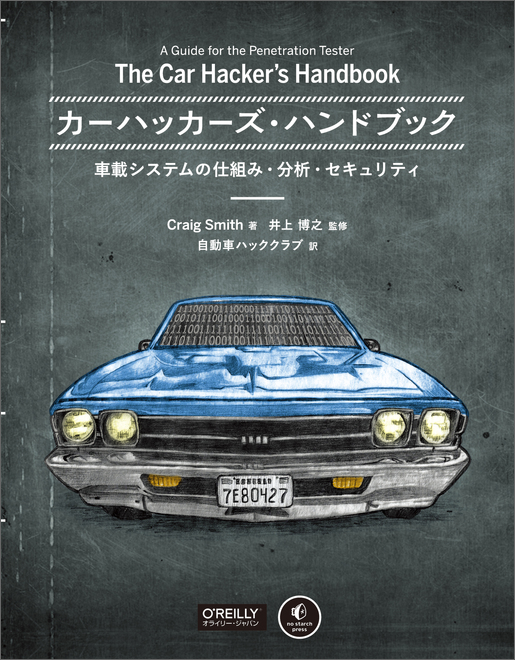 A Guide for the Penetration Tester
The Car Hacker's Handbook
カーハッカーズ・ハンドブック
車載システムの仕組み・分析・セキュリティ
Craig Smith 著 井上 博之 監修
自動車ハッククラブ 訳
7E80427
O'REILLY
オライリー・ジャパン
no starch
press